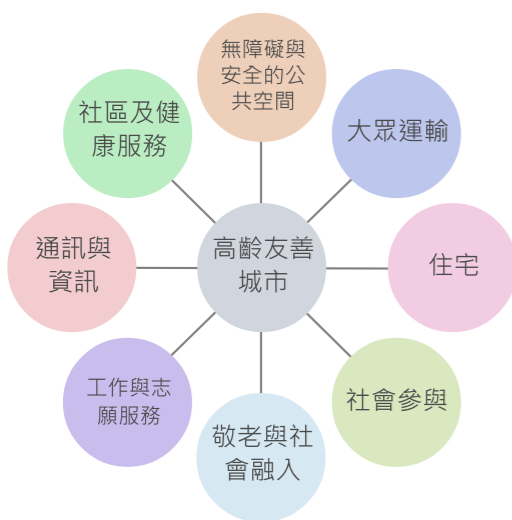 無障礙與
安全的公
共空間
大眾運輸
住宅
社會參與
敬老與社
會融入
工作與志
願服務
通訊與
資訊
社區及健
康服務
高齡友善
城市